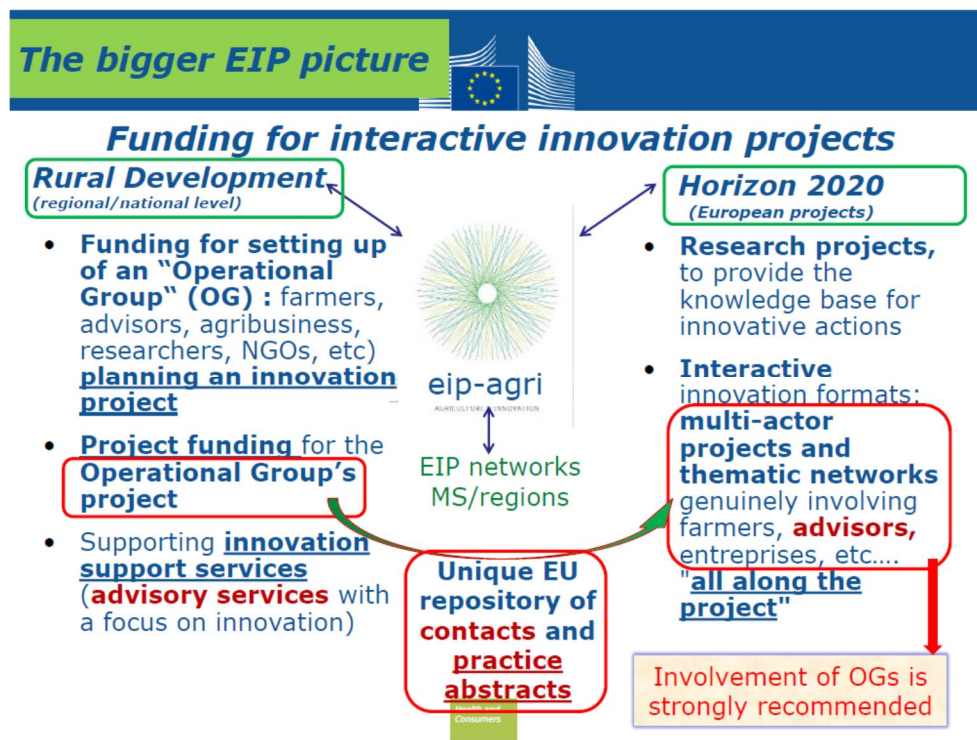 The bigger EIP picture
Funding for interactive innovation projects
Rural Development
(regional/national level)
• Funding for setting up
of an “Operational
Group“ (OG) : farmers,
advisors, agribusiness,
researchers, NGOs, etc)
planning an innovation
project
• Project funding for the
Operational Group’s
project
• Supporting innovation
support services
(advisory services with
a focus on innovation)
eip-agri
AGRICULTURE & INNOVATION
EIP networks
MS/regions
Unique EU
repository of
contacts and
practice
abstracts
Health and
Consumers
Horizon 2020
(European projects)
• Research projects,
to provide the
knowledge base for
innovative actions
• Interactive
innovation formats:
multi-actor
projects and
thematic networks
genuinely involving
farmers, advisors,
entreprises, etc....
"all along the
project"
Involvement of OGs is
strongly recommended